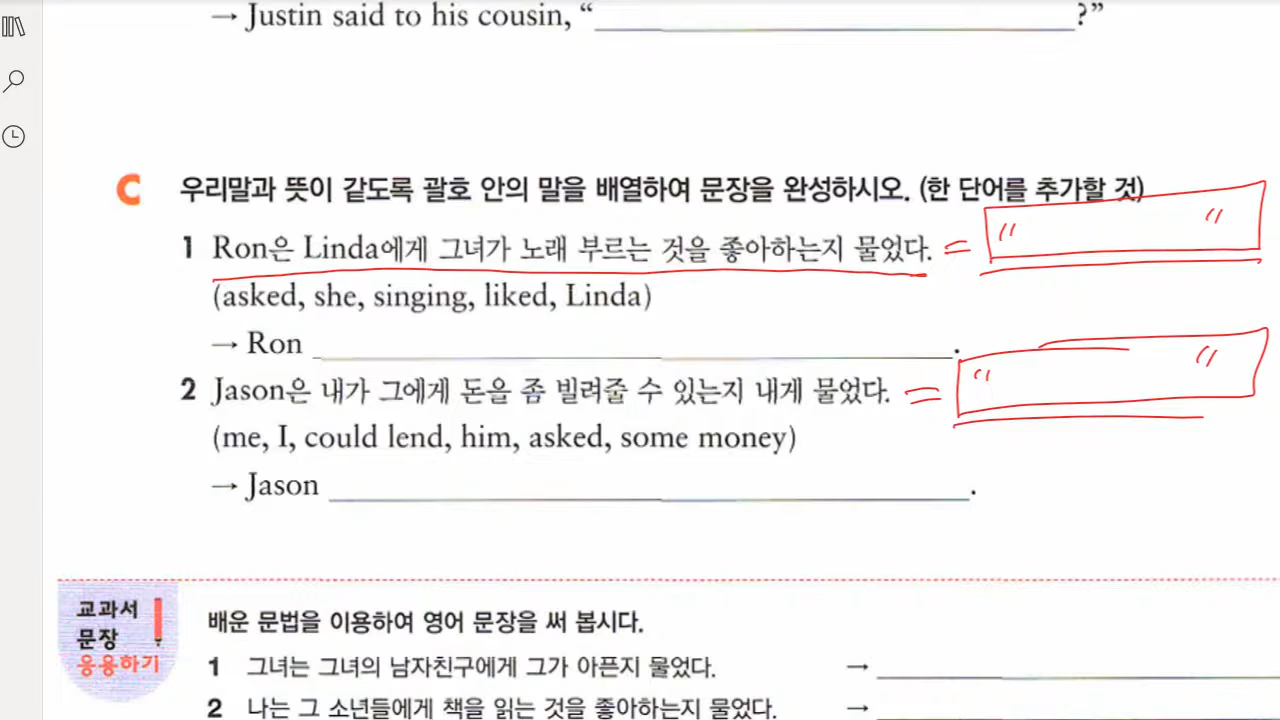 → Justin said to his cousin, “____________________?”
C 우리말과 뜻이 같도록 괄호 안의 말을 배열하여 문장을 완성하시오. (한 단어를 추가할 것)
1 Ron은 Linda에게 그녀가 노래 부르는 것을 좋아하는지 물었다. = “ ”
(asked, she, singing, liked, Linda)
→ Ron ____________________.
2 Jason은 내가 그에게 돈을 좀 빌려줄 수 있는지 내게 물었다. = “ ”
(me, I, could lend, him, asked, some money)
→ Jason ____________________.
교과서
문장
응용하기
!
배운 문법을 이용하여 영어 문장을 써 봅시다.
1 그녀는 그녀의 남자친구에게 그가 아픈지 물었다. → ____________________
2 나는 그 소년들에게 책을 읽는 것을 좋아하는지 물었다. → ____________________